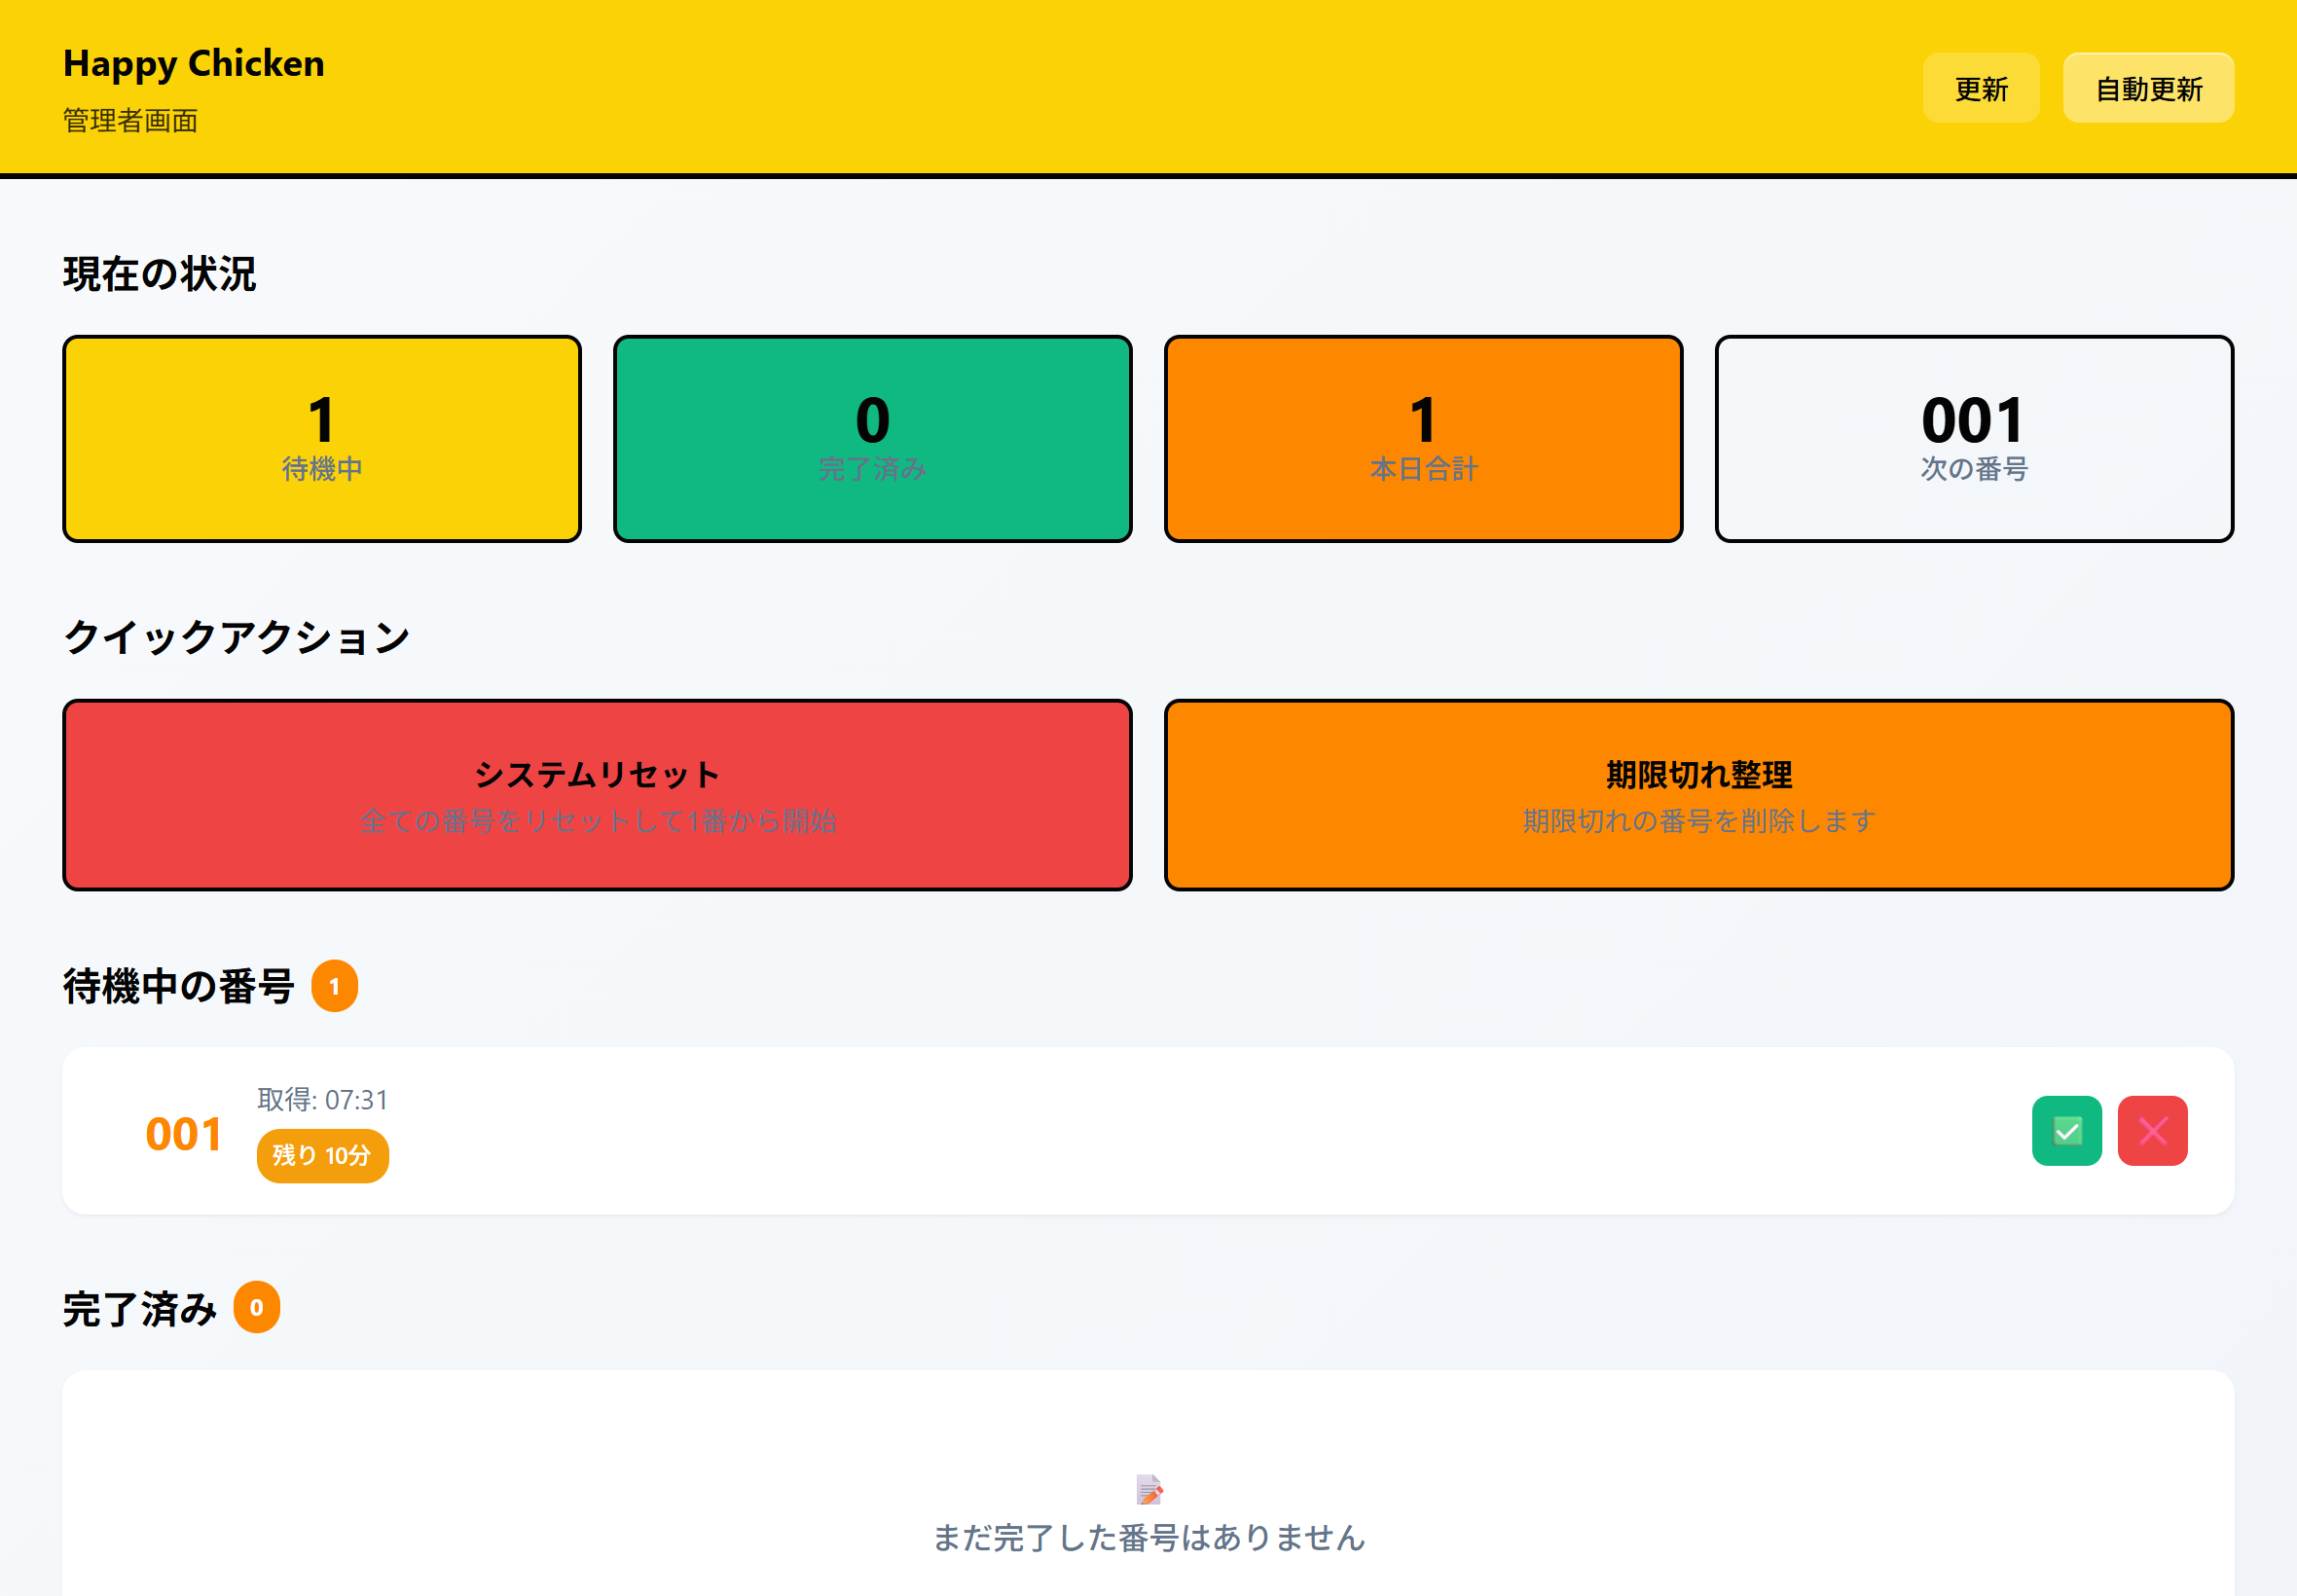 Happy Chicken
管理者画面
更新
自動更新
現在の状況
1
待機中
0
完了済み
1
本日合計
001
次の番号
クイックアクション
システムリセット
全ての番号をリセットして1番から開始
期限切れ整理
期限切れの番号を削除します
待機中の番号 1
001
取得: 07:31
残り 10分
完了済み 0
まだ完了した番号はありません